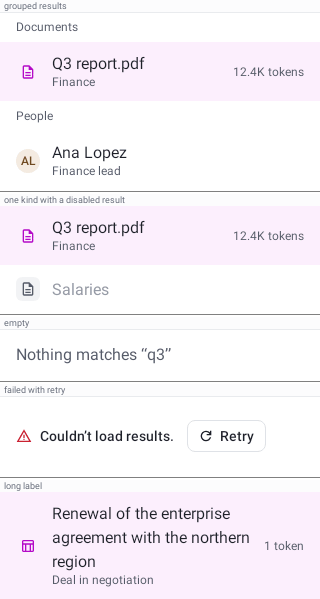 grouped results
Documents
Q3 report.pdf
Finance
12.4K tokens
People
AL
Ana Lopez
Finance lead
one kind with a disabled result
Q3 report.pdf
Finance
12.4K tokens
Salaries
empty
Nothing matches “q3”
failed with retry
Couldn’t load results.
Retry
long label
Renewal of the enterprise
agreement with the northern
region
Deal in negotiation
1 token